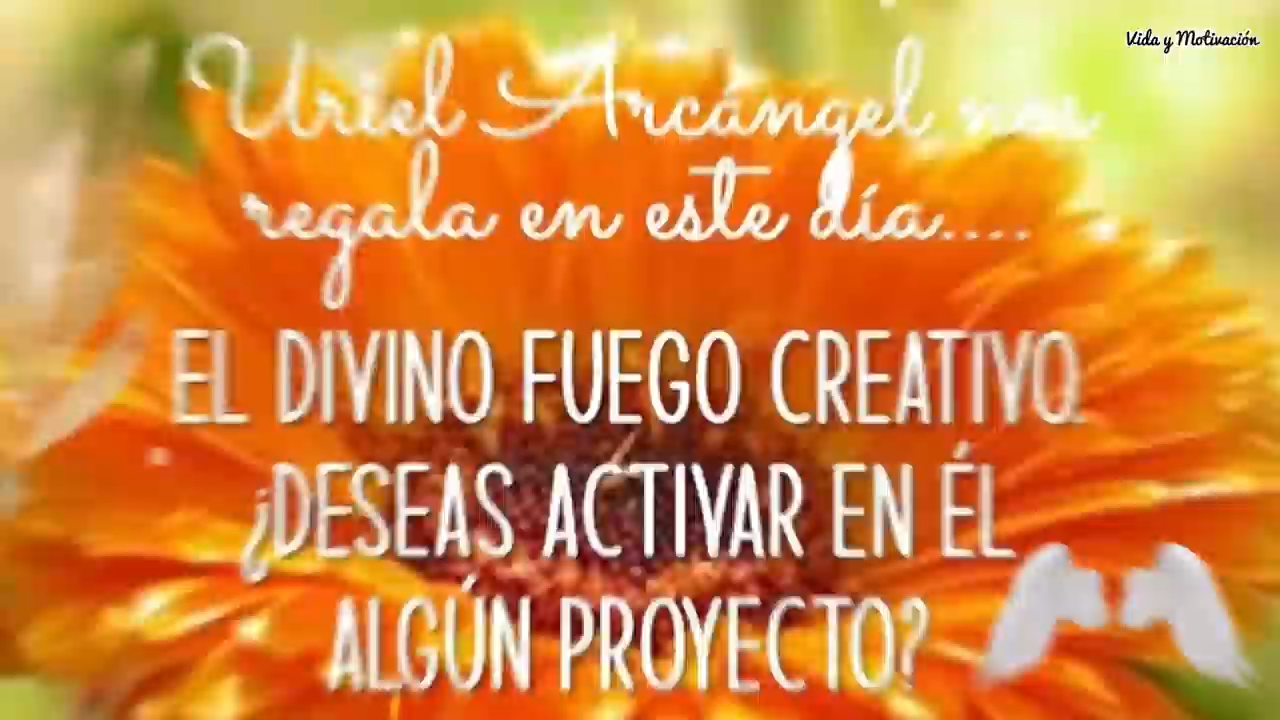 Vida y Motivación
Uriel Arcángel nos
regala en este día....
EL DIVINO FUEGO CREATIVO.
¿DESEAS ACTIVAR EN ÉL
ALGÚN PROYECTO?